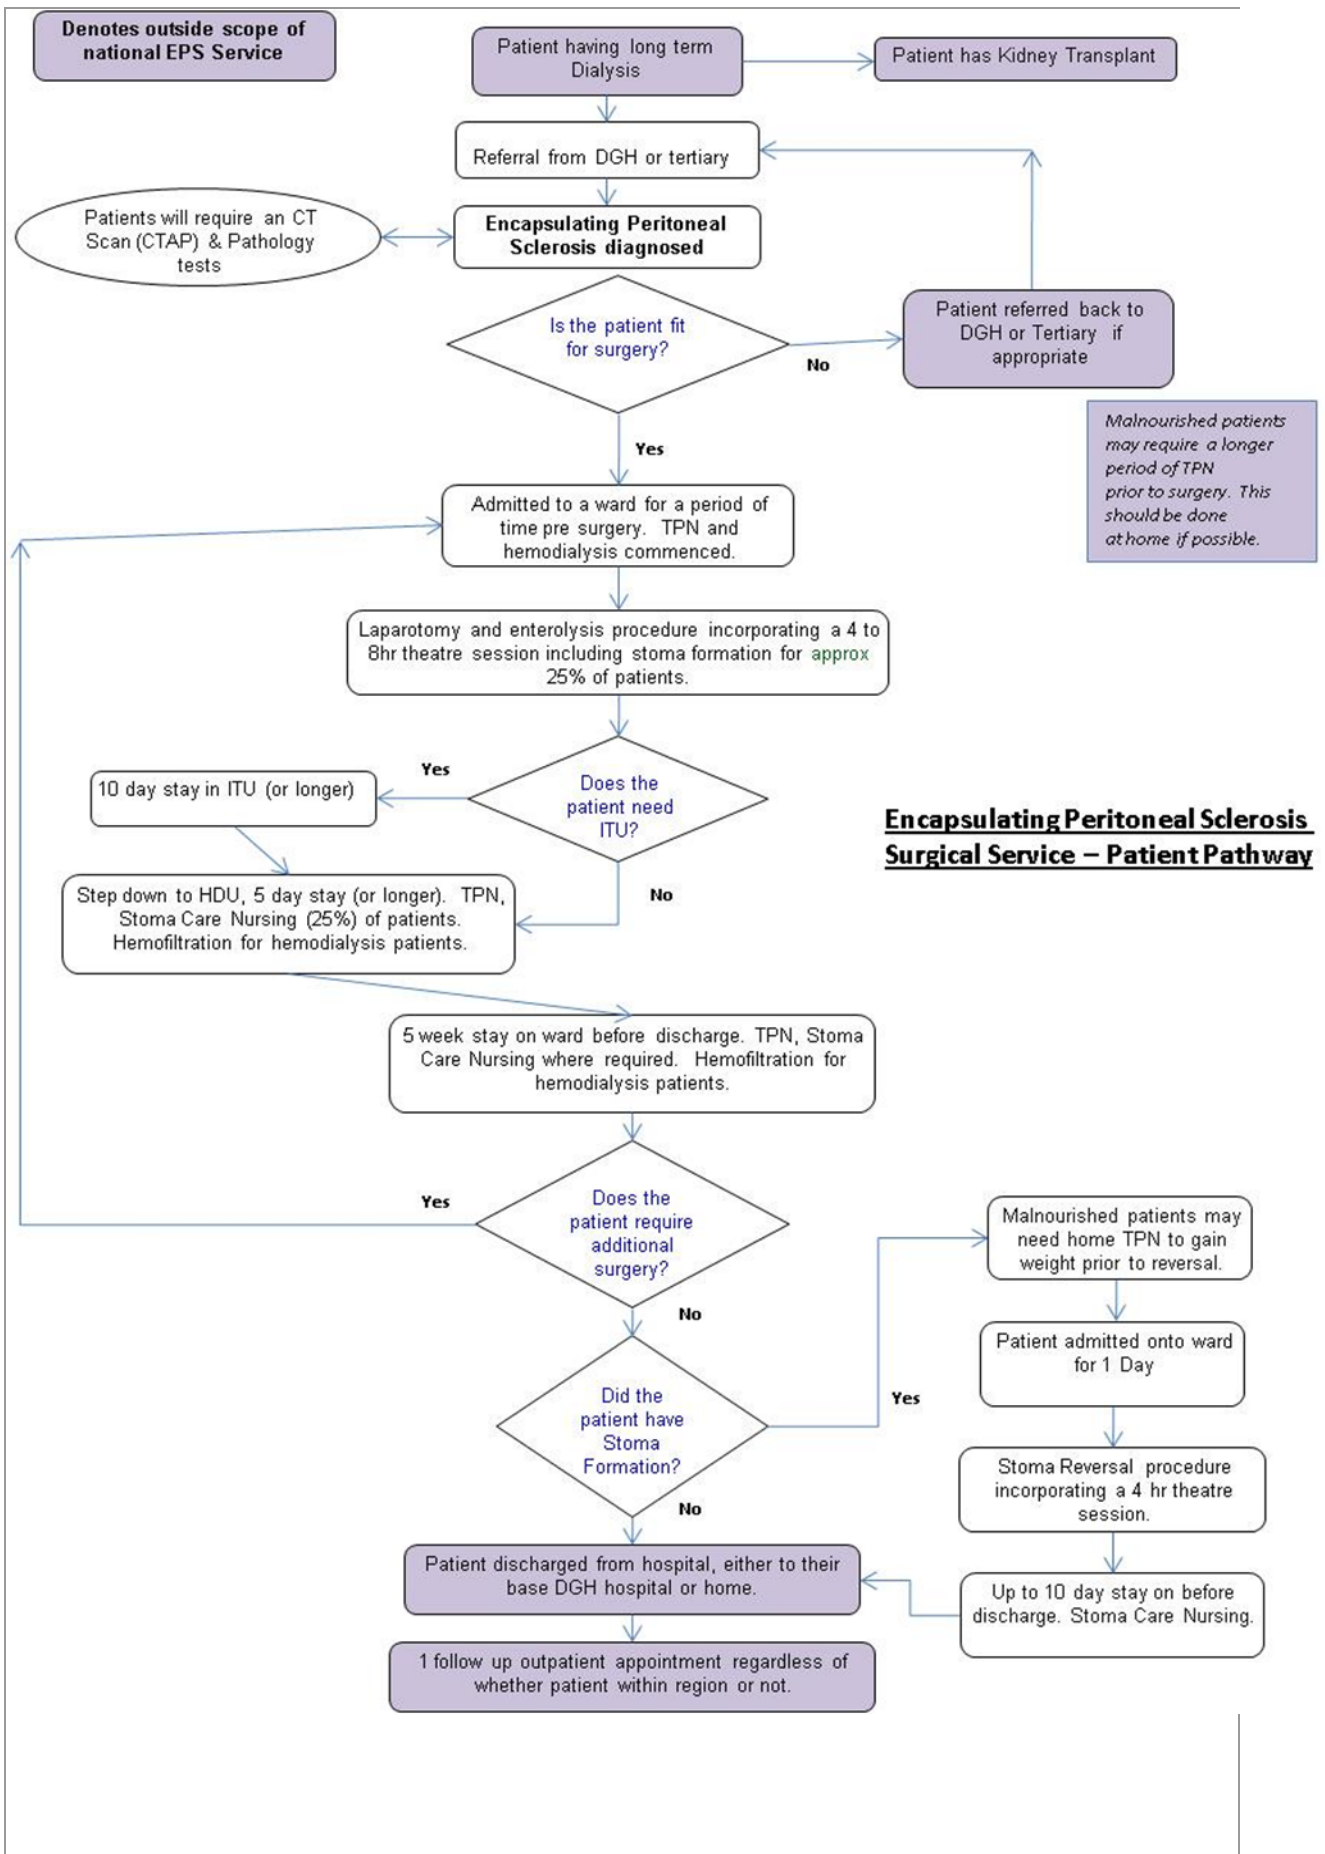 Denotes outside scope of
national EPS Service
Patient having long term
Dialysis
Patient has Kidney Transplant
Referral from DGH or tertiary
Patients will require an CT
Scan (CTAP) & Pathology
tests
Encapsulating Peritoneal
Sclerosis diagnosed
Is the patient fit
for surgery?
No
Patient referred back to
DGH or Tertiary if
appropriate
Malnourished patients
may require a longer
period of TPN
prior to surgery. This
should be done
at home if possible.
Yes
Admitted to a ward for a period of
time pre surgery. TPN and
hemodialysis commenced.
Laparotomy and enterolysis procedure incorporating a 4 to
8hr theatre session including stoma formation for approx
25% of patients.
Does the
patient need
ITU?
Yes
10 day stay in ITU (or longer)
No
Encapsulating Peritoneal Sclerosis
Surgical Service – Patient Pathway
Step down to HDU, 5 day stay (or longer). TPN,
Stoma Care Nursing (25%) of patients.
Hemofiltration for hemodialysis patients.
5 week stay on ward before discharge. TPN, Stoma
Care Nursing where required. Hemofiltration for
hemodialysis patients.
Does the
patient require
additional
surgery?
Yes
No
Did the
patient have
Stoma
Formation?
Yes
No
Malnourished patients may
need home TPN to gain
weight prior to reversal.
Patient admitted onto ward
for 1 Day
Stoma Reversal procedure
incorporating a 4 hr theatre
session.
Up to 10 day stay on before
discharge. Stoma Care Nursing.
Patient discharged from hospital, either to their
base DGH hospital or home.
1 follow up outpatient appointment regardless of
whether patient within region or not.